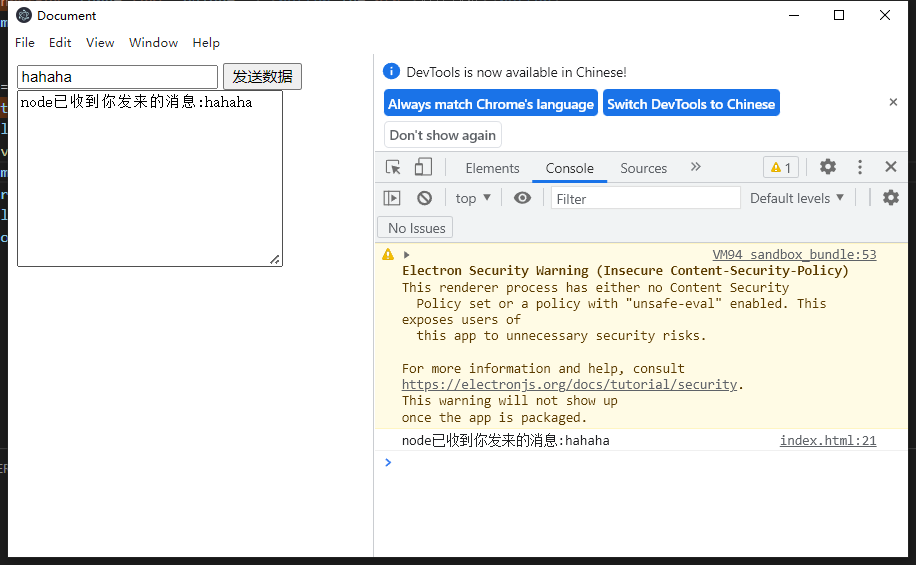 Document
File Edit View Window Help
hahaha 发送数据
node已收到你发来的消息:hahaha
DevTools is now available in Chinese!
Always match Chrome's language Switch DevTools to Chinese
Don't show again
Elements Console Sources » 1
top Filter Default levels
No Issues
VM94 sandbox_bundle:53
Electron Security Warning (Insecure Content-Security-Policy)
This renderer process has either no Content Security
Policy set or a policy with "unsafe-eval" enabled. This
exposes users of
this app to unnecessary security risks.
For more information and help, consult
https://electronjs.org/docs/tutorial/security.
This warning will not show up
once the app is packaged.
node已收到你发来的消息:hahaha index.html:21